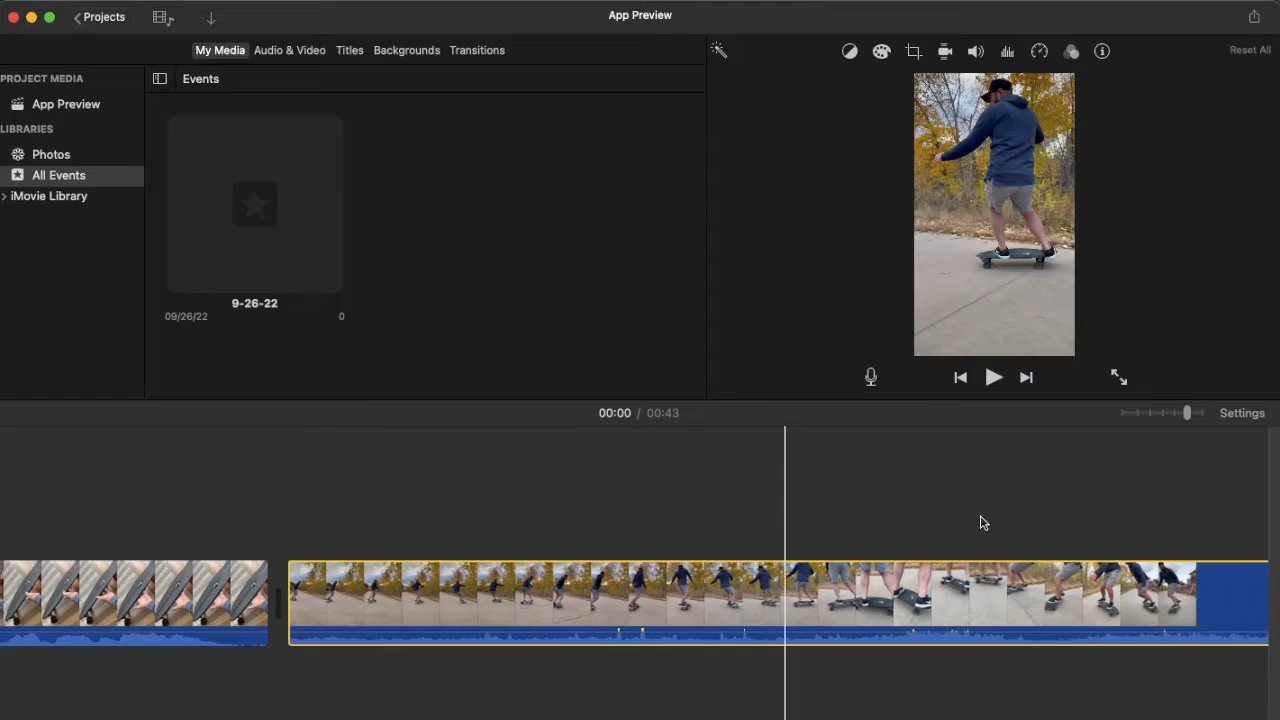 Projects
App Preview
My Media Audio & Video Titles Backgrounds Transitions
Reset All
PROJECT MEDIA
App Preview
LIBRARIES
Photos
All Events
iMovie Library
Events
9-26-22
09/26/22 0
00:00 / 00:43
Settings